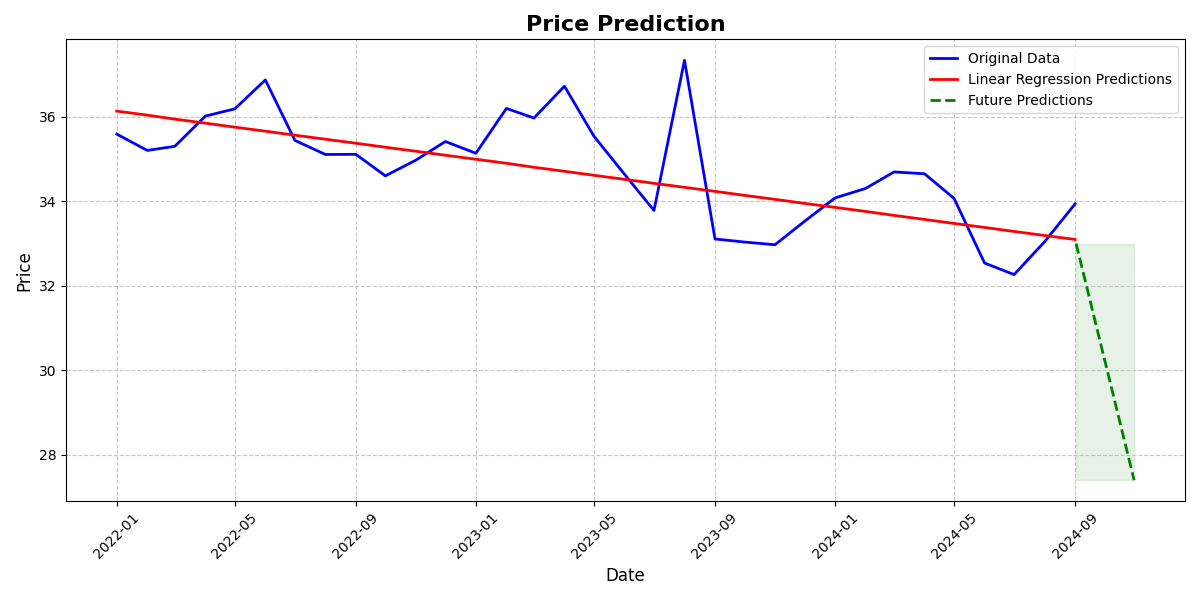 Price Prediction
Original Data
Linear Regression Predictions
Future Predictions
Price
36
34
32
30
28
2022-01
2022-05
2022-09
2023-01
2023-05
2023-09
2024-01
2024-05
2024-09
Date